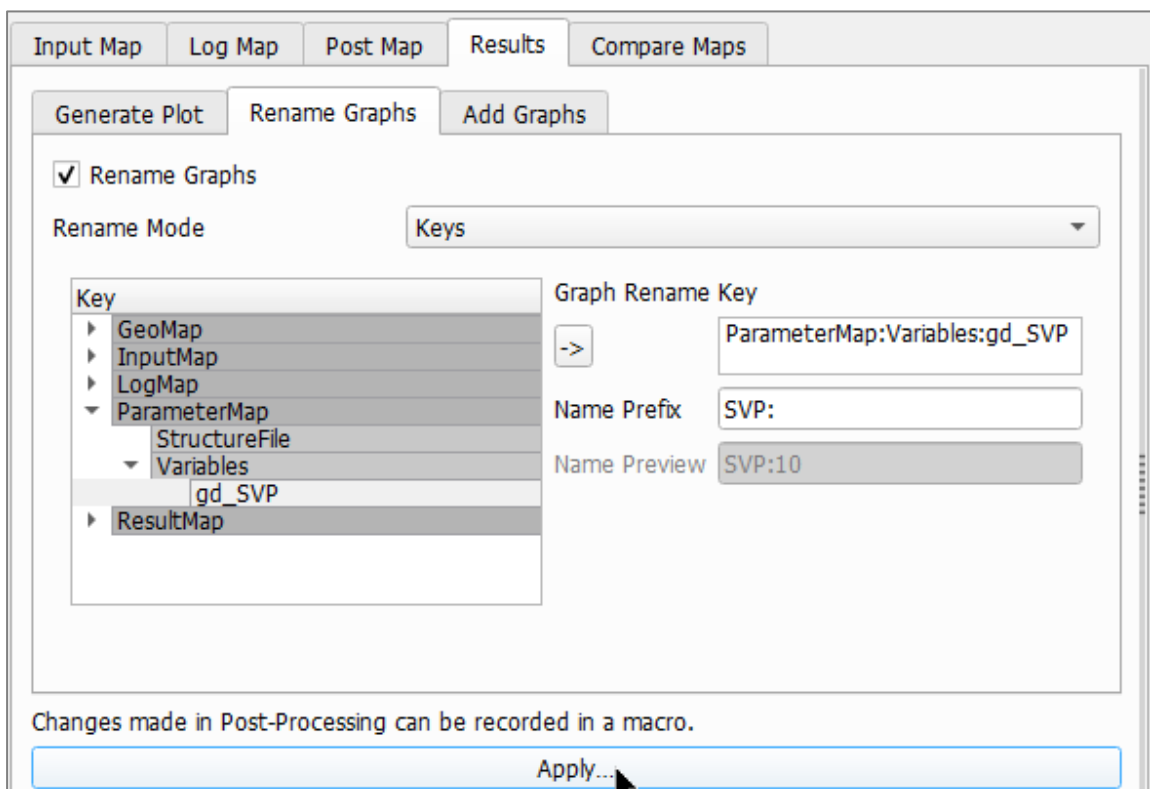 Input Map Log Map Post Map Results Compare Maps
Generate Plot Rename Graphs Add Graphs
Rename Graphs
Rename Mode Keys
Key
GeoMap
InputMap
LogMap
ParameterMap
StructureFile
Variables
gd_SVP
ResultMap
Graph Rename Key
-> ParameterMap:Variables:gd_SVP
Name Prefix SVP:
Name Preview SVP:10
Changes made in Post-Processing can be recorded in a macro.
Apply...